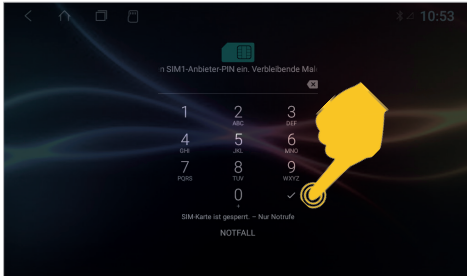 10:53
n SIM1-Anbieter-PIN ein. Verbleibende Mal
1 2 3
ABC DEF
4 5 6
GHI JKL MNO
7 8 9
PQRS TUV WXYZ
0
+
SIM-Karte ist gesperrt. – Nur Notrufe
NOTFALL